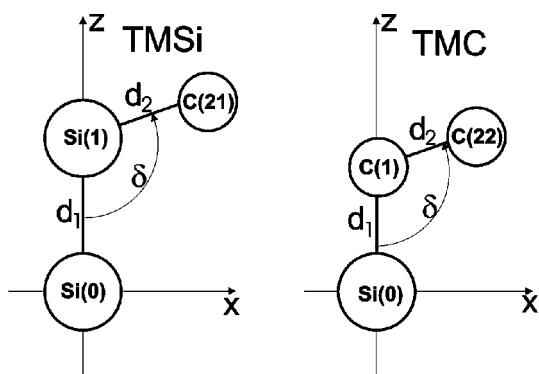 TMSi
z
d2
C(21)
Si(1)
δ
d1
Si(0)
x
TMC
z
d2
C(22)
C(1)
δ
d1
Si(0)
x